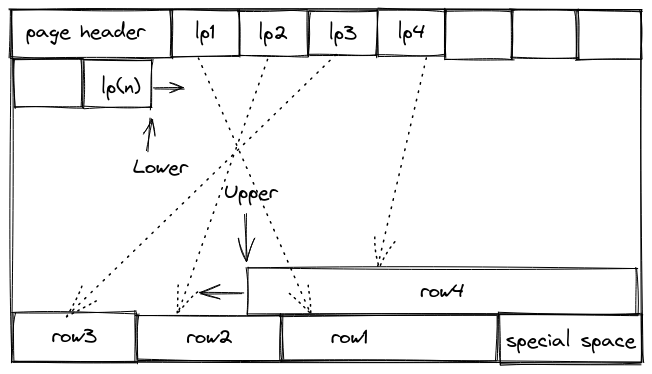 page header lp1 lp2 lp3 lp4
lp(n)
Lower
Upper
row4
row3 row2 row1 special space